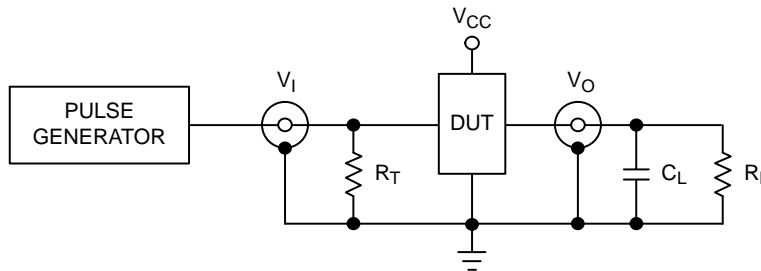 V_CC
V_I
V_O
PULSE
GENERATOR
DUT
R_T
C_L
R